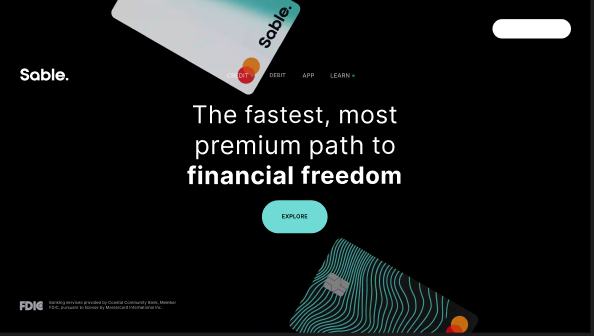 Sable.
Sable.
CREDIT
DEBIT
APP
LEARN
The fastest, most
premium path to
financial freedom
EXPLORE
FDIC
Banking services provided by Coastal Community Bank, Member
FDIC, pursuant to license by Mastercard International Inc.